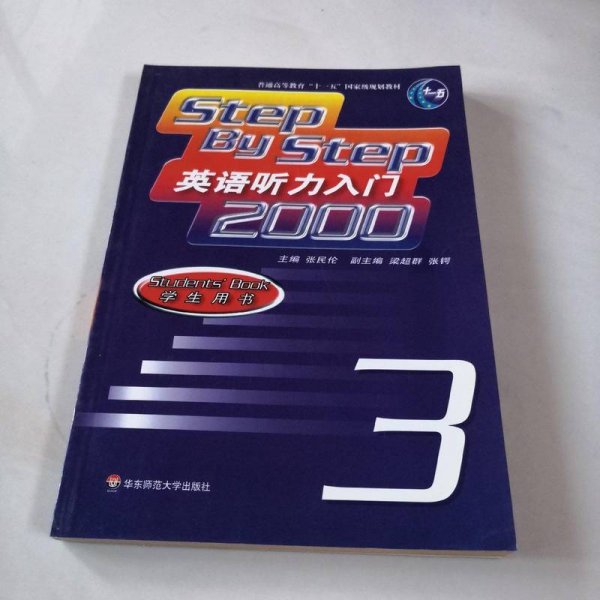 普通高等教育“十一五”国家级规划教材
十一五
Step
By Step
英语听力入门
2000
主编 张民伦 副主编 梁超群 张锷
Students' Book
学生用书
3
华东师范大学出版社